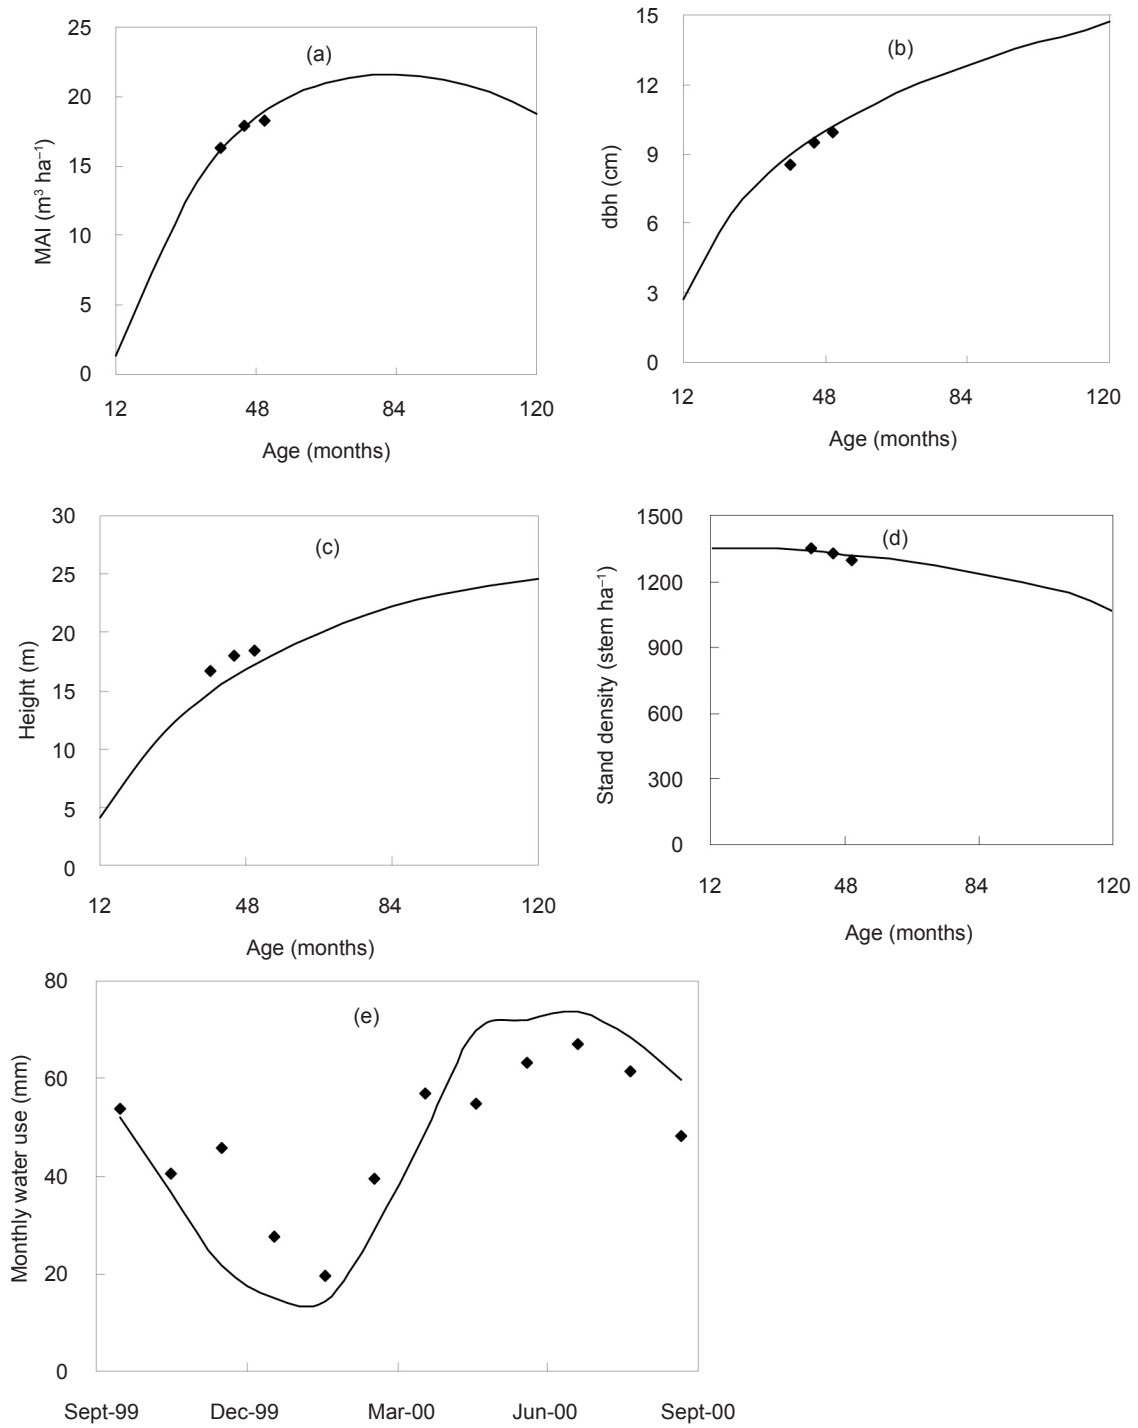 (a)
MAI (m³ ha⁻¹)
25
20
15
10
5
0
12 48 84 120
Age (months)
(b)
dbh (cm)
15
12
9
6
3
0
12 48 84 120
Age (months)
(c)
Height (m)
30
25
20
15
10
5
0
12 48 84 120
Age (months)
(d)
Stand density (stem ha⁻¹)
1500
1200
900
600
300
0
12 48 84 120
Age (months)
(e)
Monthly water use (mm)
80
60
40
20
0
Sept-99 Dec-99 Mar-00 Jun-00 Sept-00